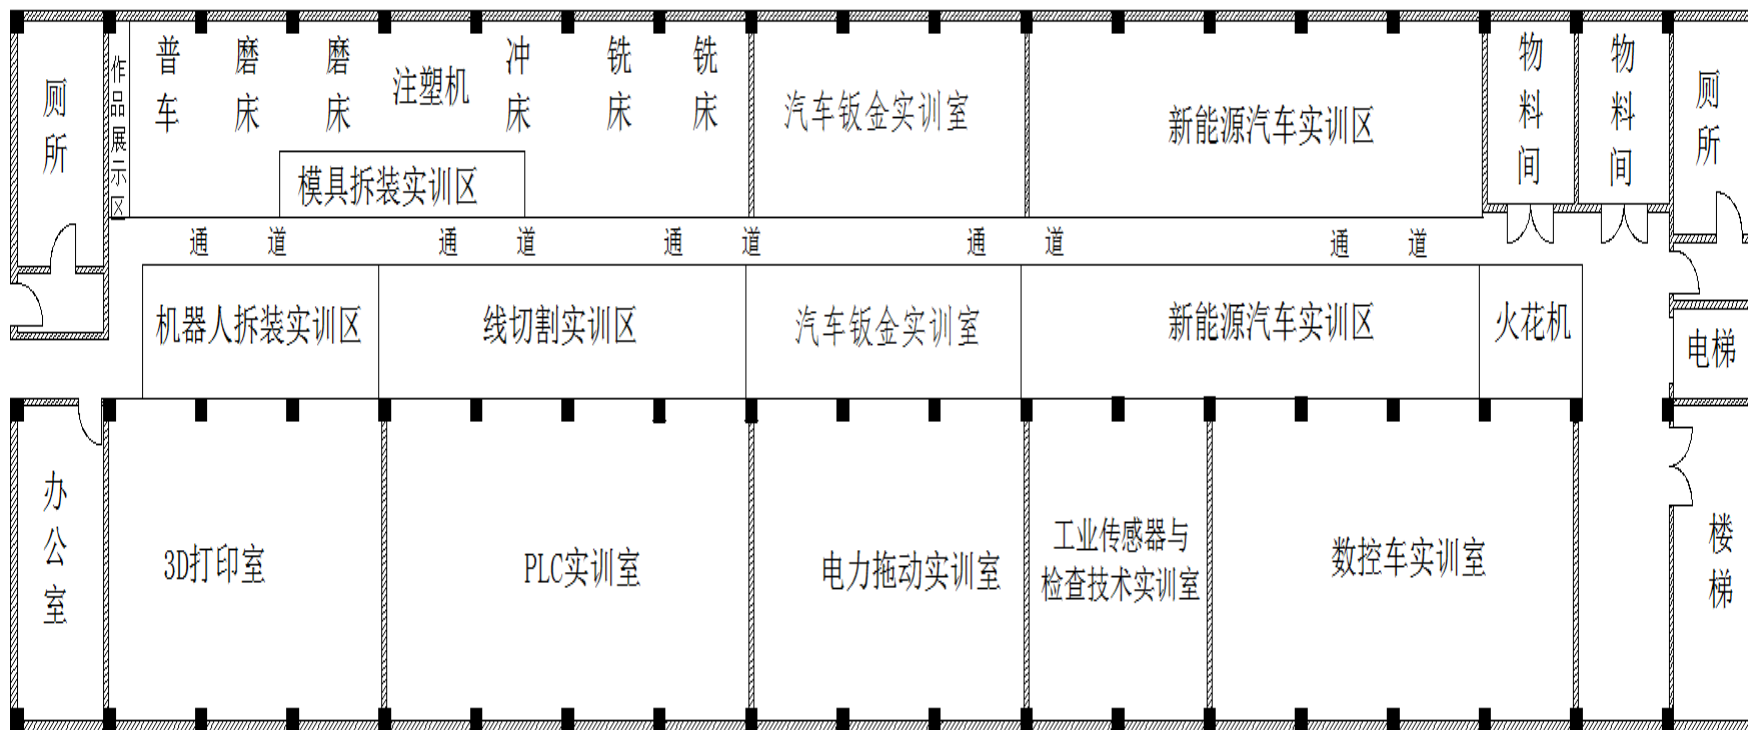 厕所
作品展示区
普车
磨床
磨床
注塑机
冲床
铣床
铣床
汽车钣金实训室
新能源汽车实训区
物料间
物料间
厕所
模具拆装实训区
通 道
通 道
通 道
通 道
通 道
机器人拆装实训区
线切割实训区
汽车钣金实训室
新能源汽车实训区
火花机
电梯
办公室
3D打印室
PLC实训室
电力拖动实训室
工业传感器与
检查技术实训室
数控车实训室
楼梯